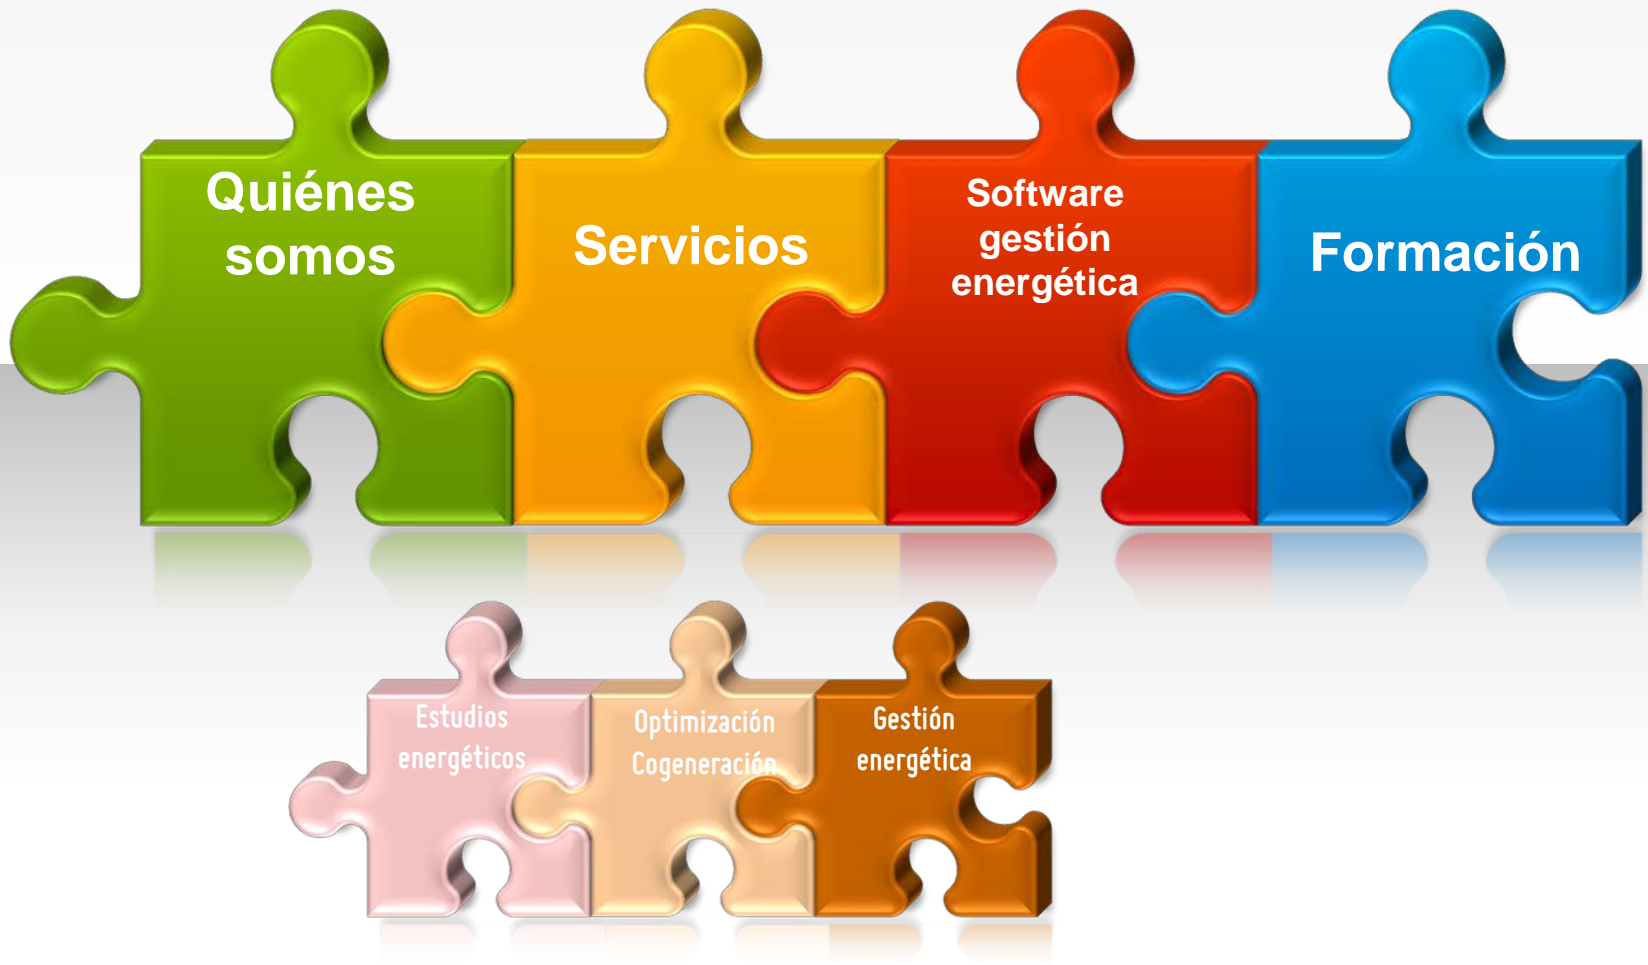 Quiénes
somos
Servicios
Software
gestión
energética
Formación
Estudios
energéticos
Optimización
Cogeneración
Gestión
energética